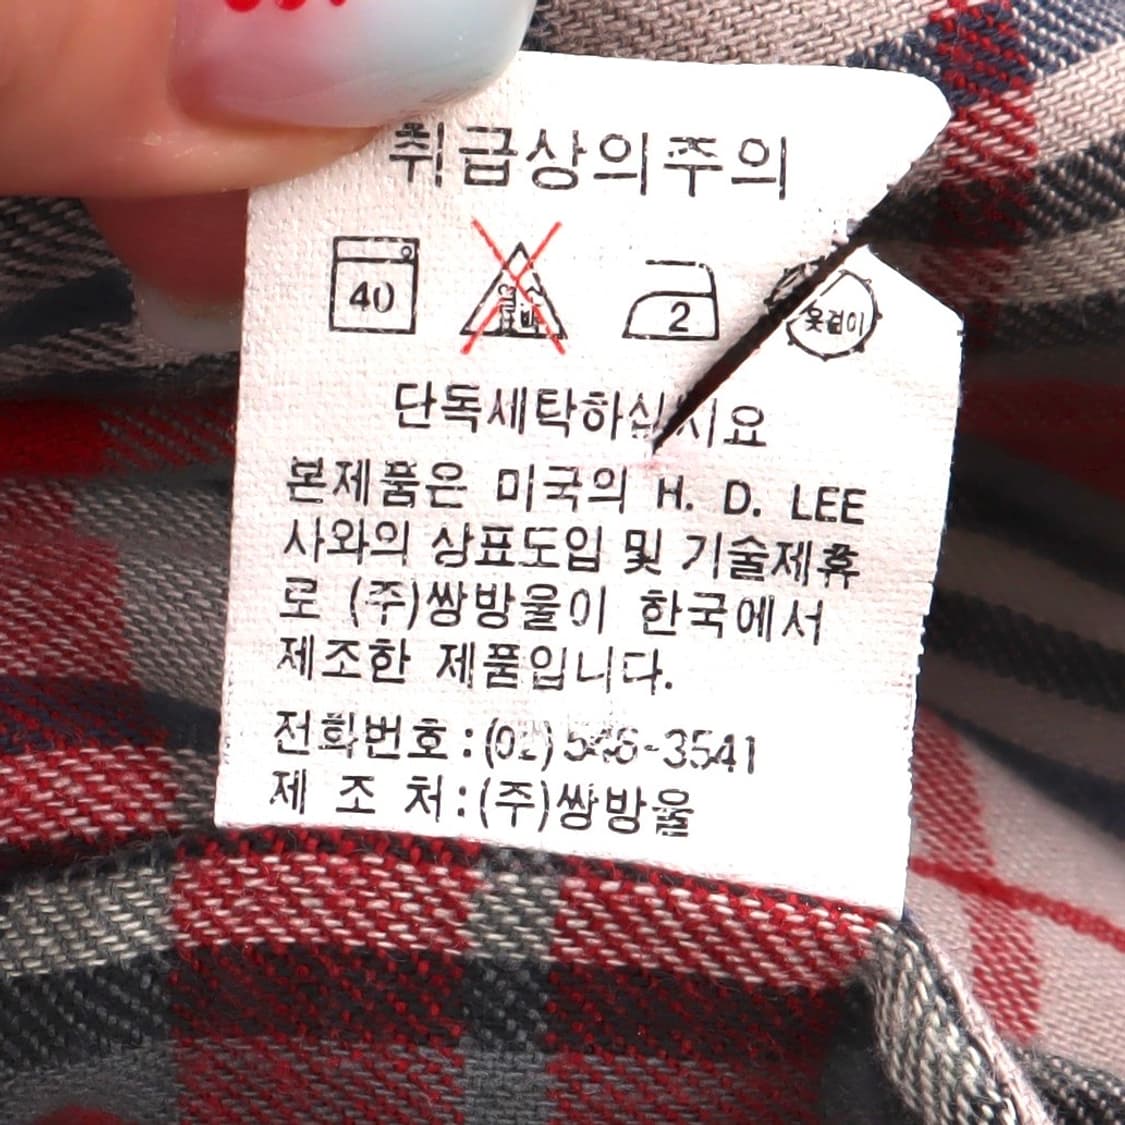 취급상의주의
40
2
옷걸이
단독세탁하십시요
본제품은 미국의 H. D. LEE
사와의 상표도입 및 기술제휴
로 (주)쌍방울이 한국에서
제조한 제품입니다.
전화번호:(02)
제 조 처:(주)쌍방울